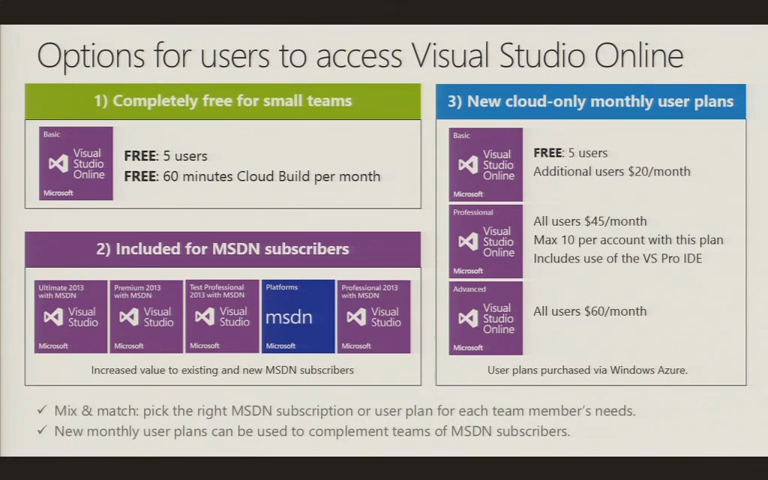 Options for users to access Visual Studio Online
1) Completely free for small teams
Basic
Visual
Studio
Online
Microsoft
FREE: 5 users
FREE: 60 minutes Cloud Build per month
2) Included for MSDN subscribers
Ultimate 2013
with MSDN
Visual
Studio
Microsoft
Premium 2013
with MSDN
Visual
Studio
Microsoft
Test Professional
2013 with MSDN
Visual
Studio
Microsoft
Platforms
msdn
Microsoft
Professional 2013
with MSDN
Visual
Studio
Microsoft
Increased value to existing and new MSDN subscribers
3) New cloud-only monthly user plans
Basic
Visual
Studio
Online
Microsoft
FREE: 5 users
Additional users $20/month
Professional
Visual
Studio
Online
Microsoft
All users $45/month
Max 10 per account with this plan
Includes use of the VS Pro IDE
Advanced
Visual
Studio
Online
Microsoft
All users $60/month
User plans purchased via Windows Azure.
✓ Mix & match: pick the right MSDN subscription or user plan for each team member's needs.
✓ New monthly user plans can be used to complement teams of MSDN subscribers.